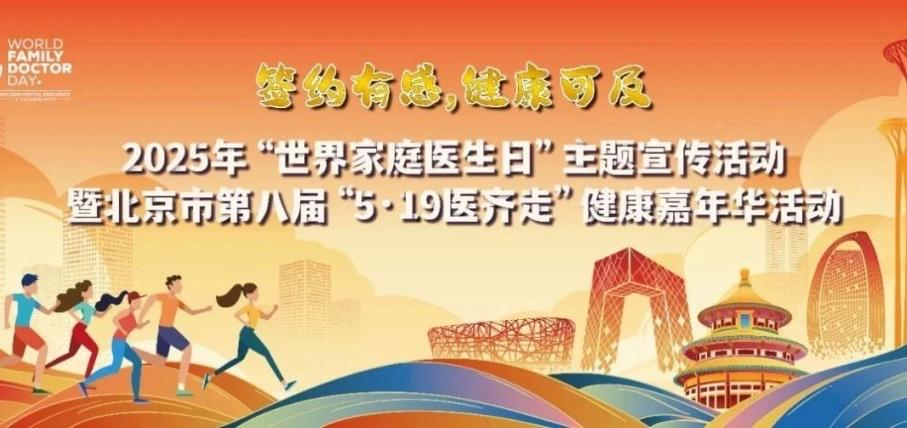 WORLD
FAMILY
DOCTOR
DAY
签约有感,健康可及
2025年“世界家庭医生日”主题宣传活动
暨北京市第八届“5·19医齐走”健康嘉年华活动